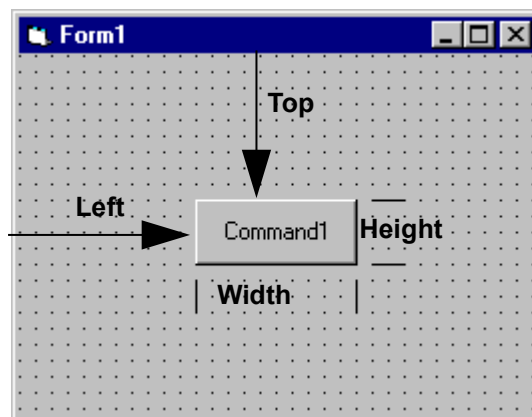 Form1
Top
Left
Command1
Height
Width